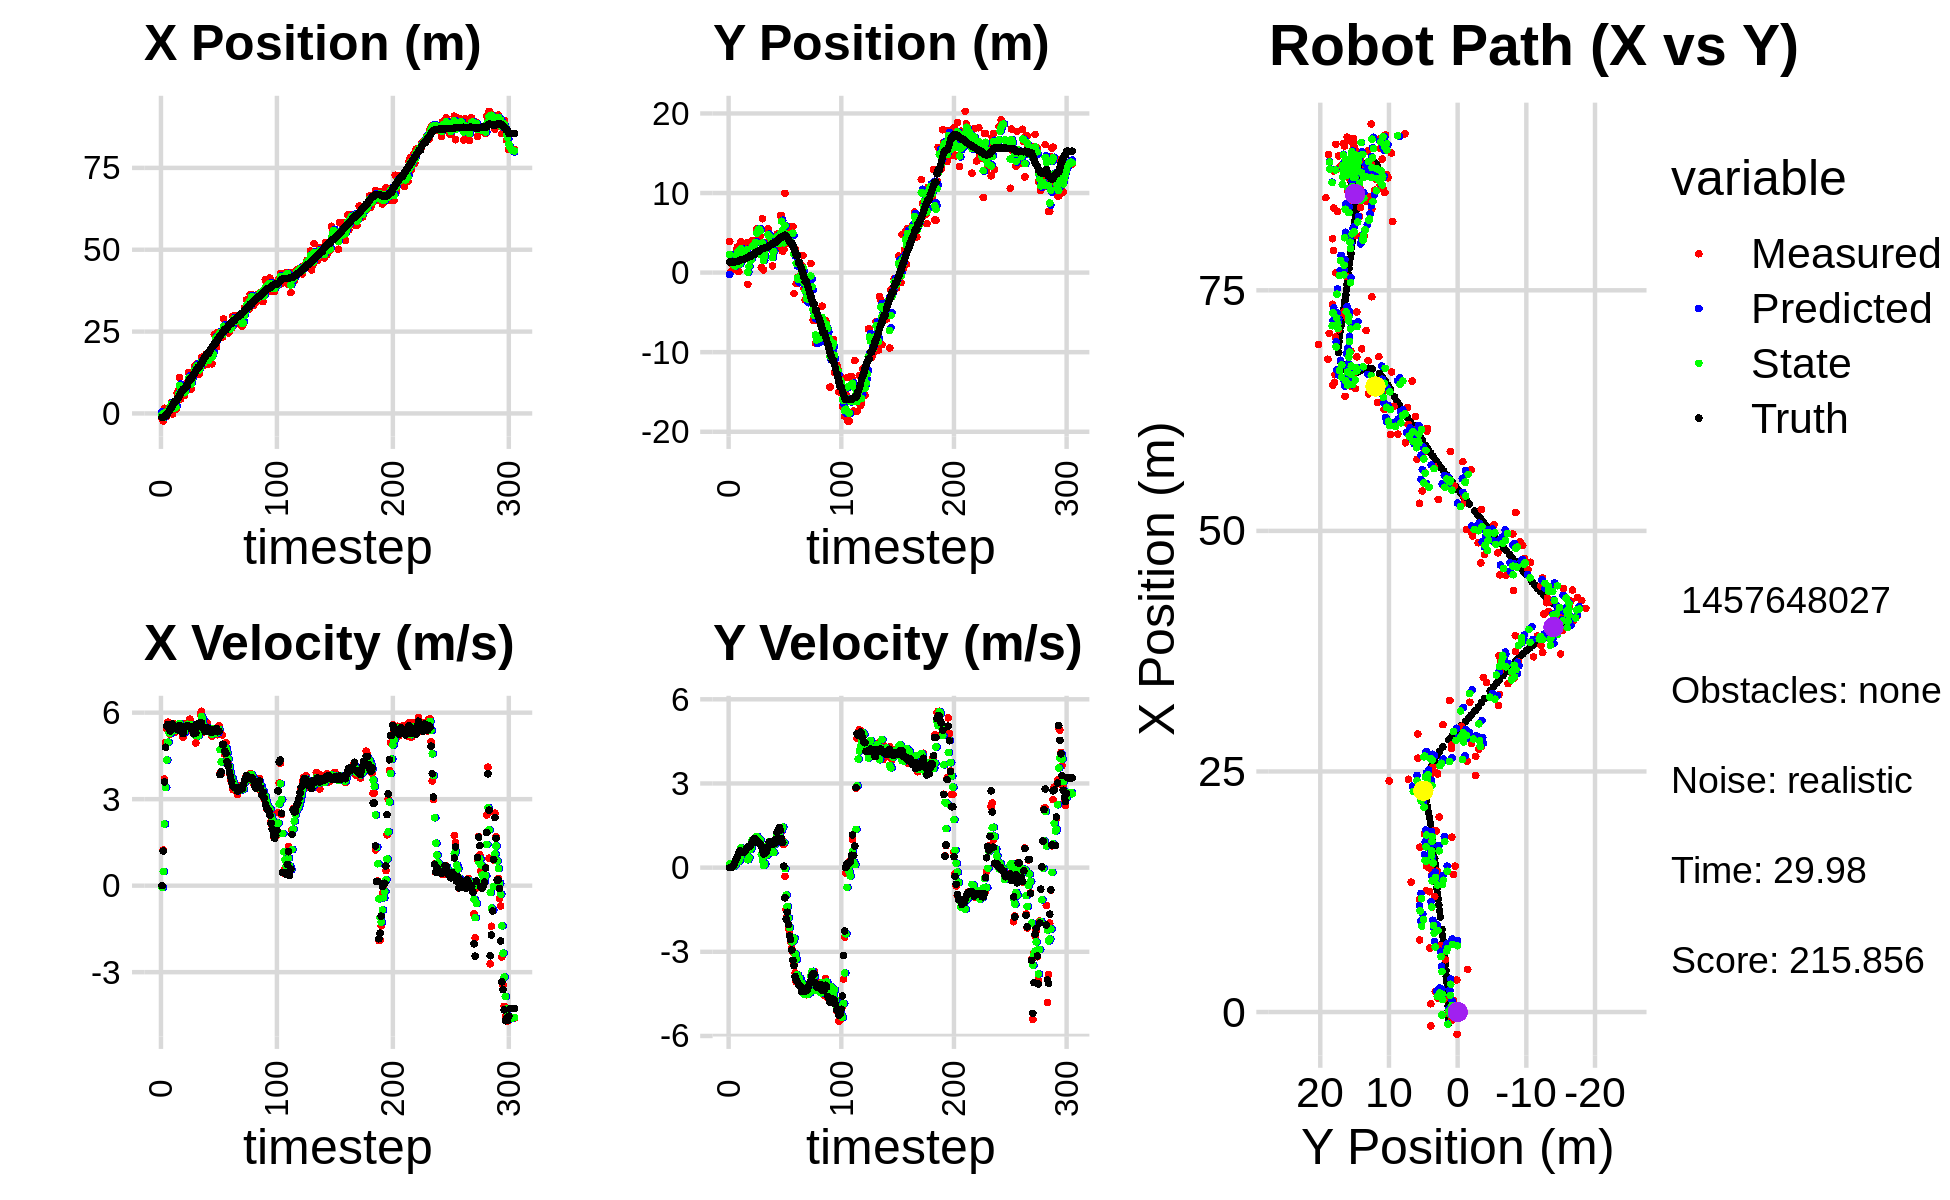 X Position (m)
75
50
25
0
0
100
200
300
timestep
Y Position (m)
20
10
0
-10
-20
0
100
200
300
timestep
X Velocity (m/s)
6
3
0
-3
0
100
200
300
timestep
Y Velocity (m/s)
6
3
0
-3
-6
0
100
200
300
timestep
Robot Path (X vs Y)
X Position (m)
75
50
25
0
20 10 0 -10 -20
Y Position (m)
variable
Measured
Predicted
State
Truth
1457648027
Obstacles: none
Noise: realistic
Time: 29.98
Score: 215.856